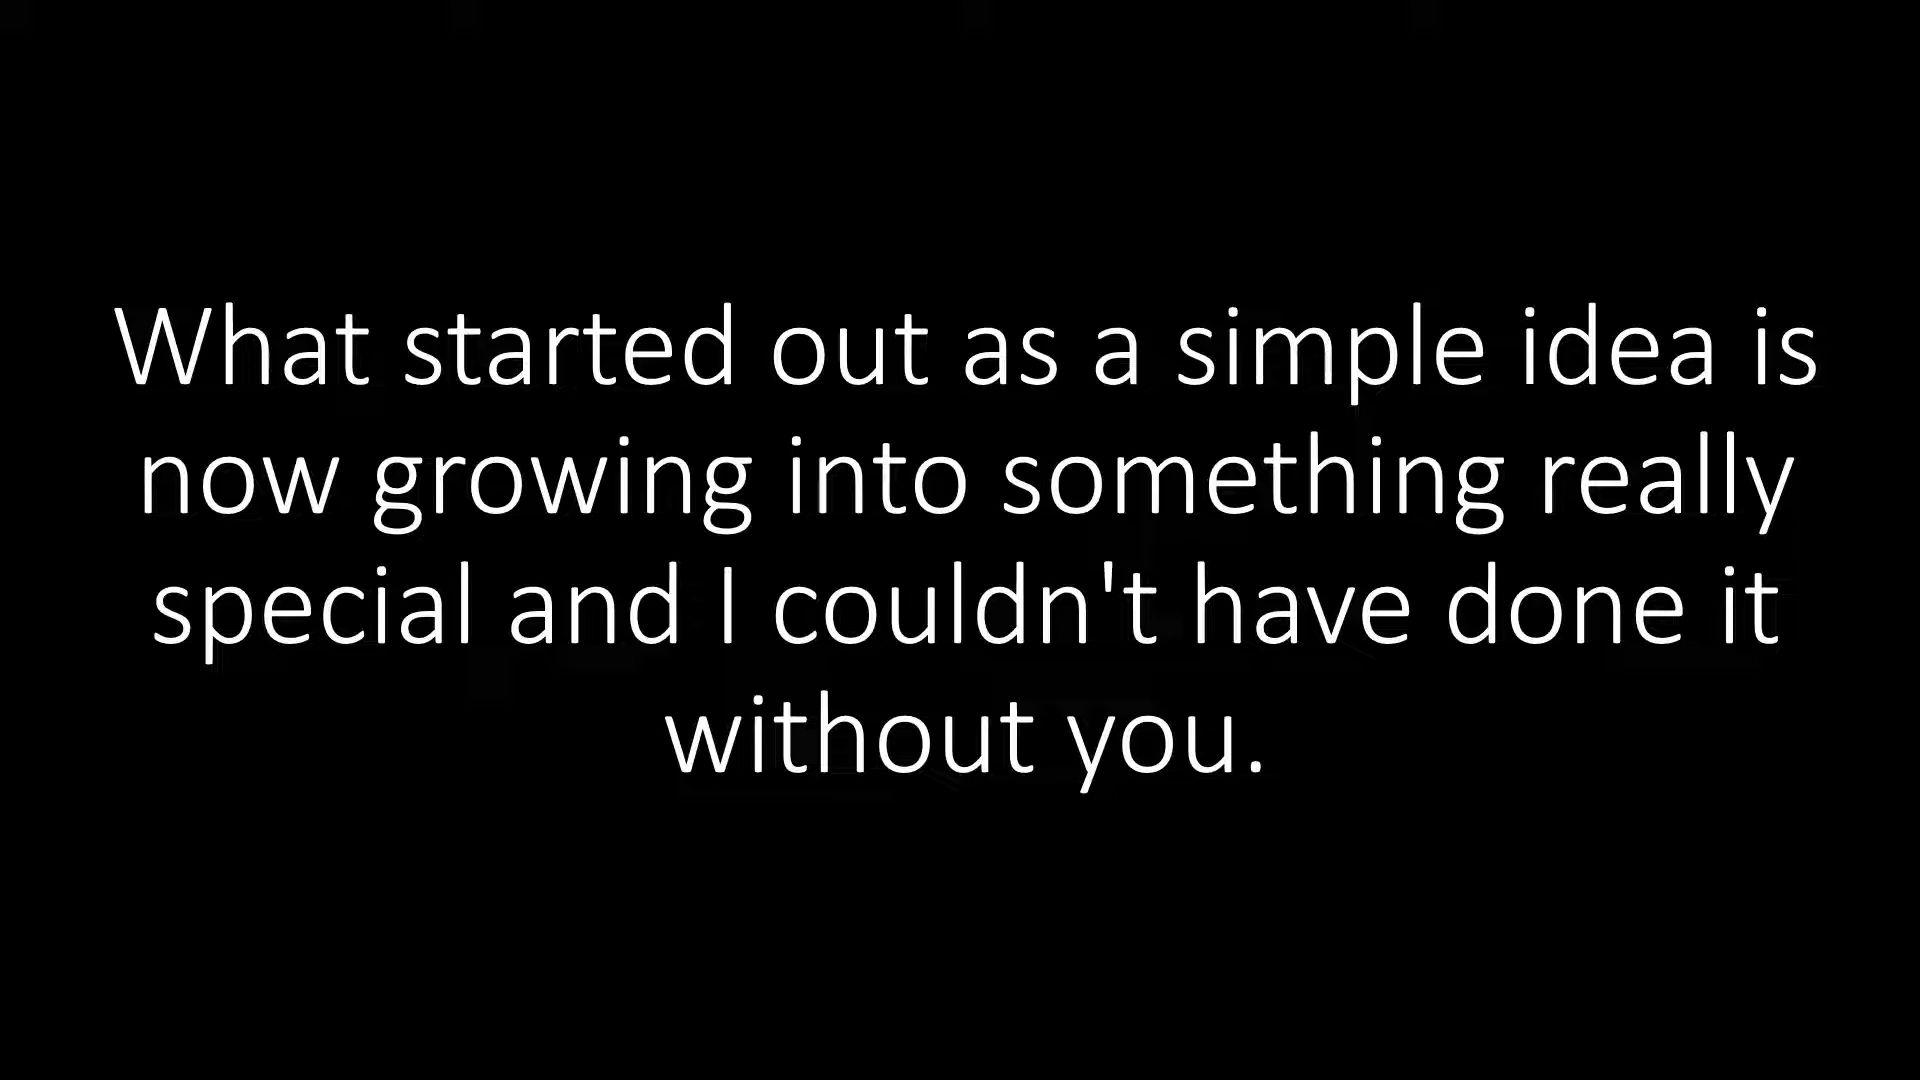 What started out as a simple idea is
now growing into something really
special and I couldn't have done it
without you.